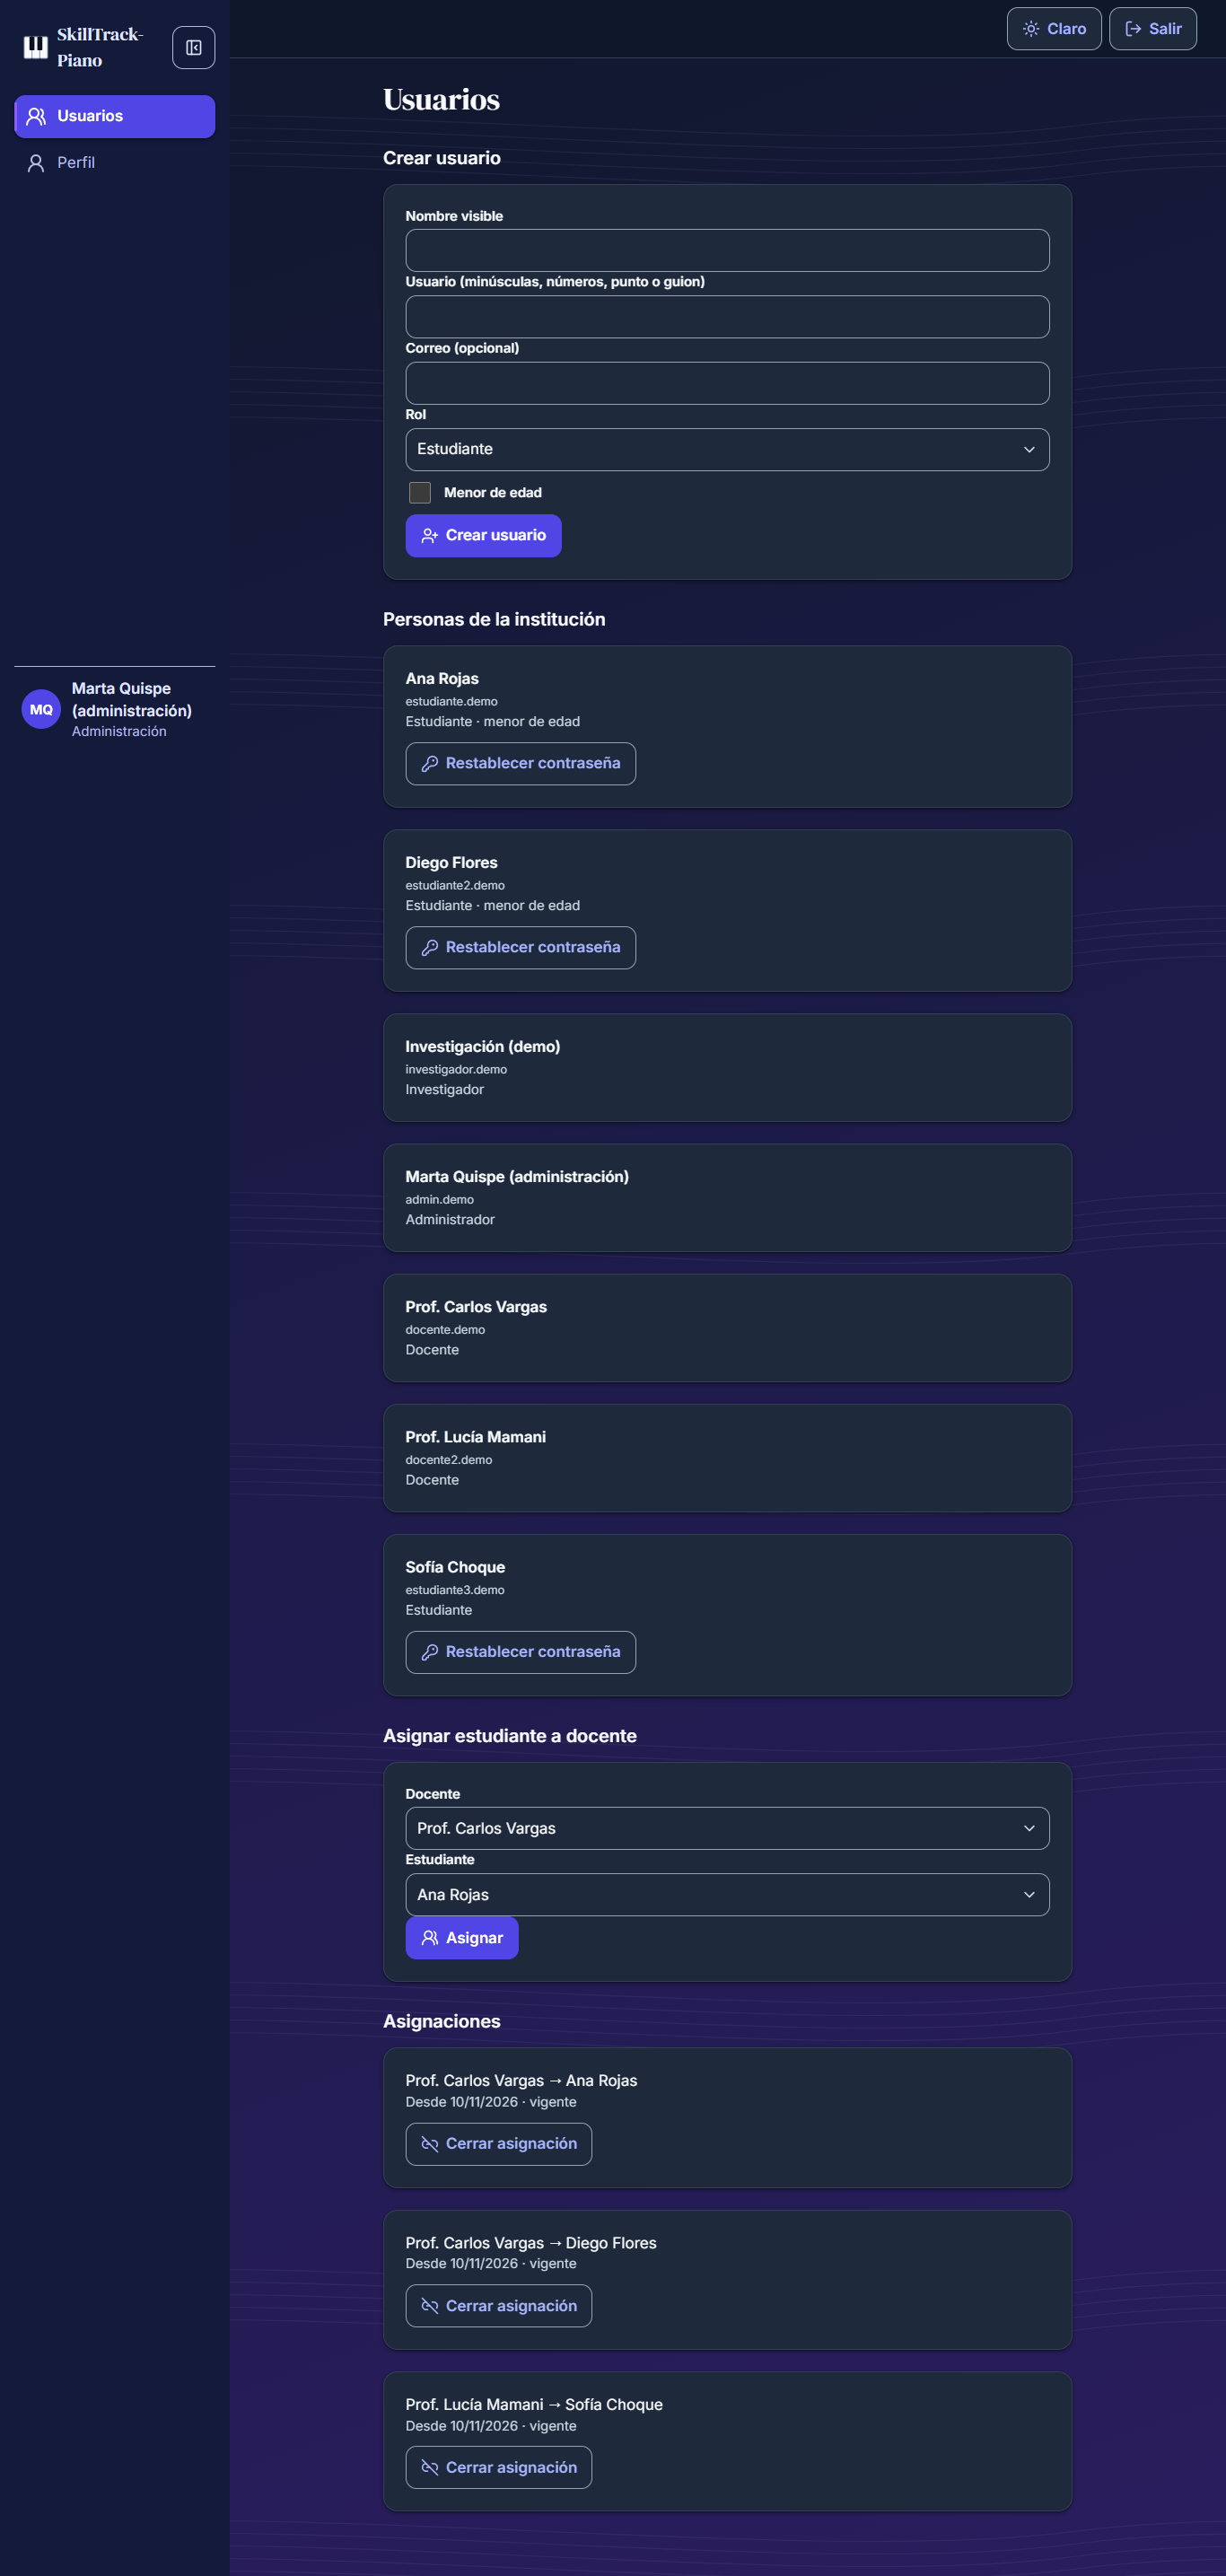 SkillTrack-
Piano
Usuarios
Perfil
Marta Quispe
(administración)
MQ
Administración
Claro
Salir
Usuarios
Crear usuario
Nombre visible
Usuario (minúsculas, números, punto o guion)
Correo (opcional)
Rol
Estudiante
Menor de edad
Crear usuario
Personas de la institución
Ana Rojas
estudiante.demo
Estudiante · menor de edad
Restablecer contraseña
Diego Flores
estudiante2.demo
Estudiante · menor de edad
Restablecer contraseña
Investigación (demo)
investigador.demo
Investigador
Marta Quispe (administración)
admin.demo
Administrador
Prof. Carlos Vargas
docente.demo
Docente
Prof. Lucía Mamani
docente2.demo
Docente
Sofía Choque
estudiante3.demo
Estudiante
Restablecer contraseña
Asignar estudiante a docente
Docente
Prof. Carlos Vargas
Estudiante
Ana Rojas
Asignar
Asignaciones
Prof. Carlos Vargas → Ana Rojas
Desde 10/11/2026 · vigente
Cerrar asignación
Prof. Carlos Vargas → Diego Flores
Desde 10/11/2026 · vigente
Cerrar asignación
Prof. Lucía Mamani → Sofía Choque
Desde 10/11/2026 · vigente
Cerrar asignación